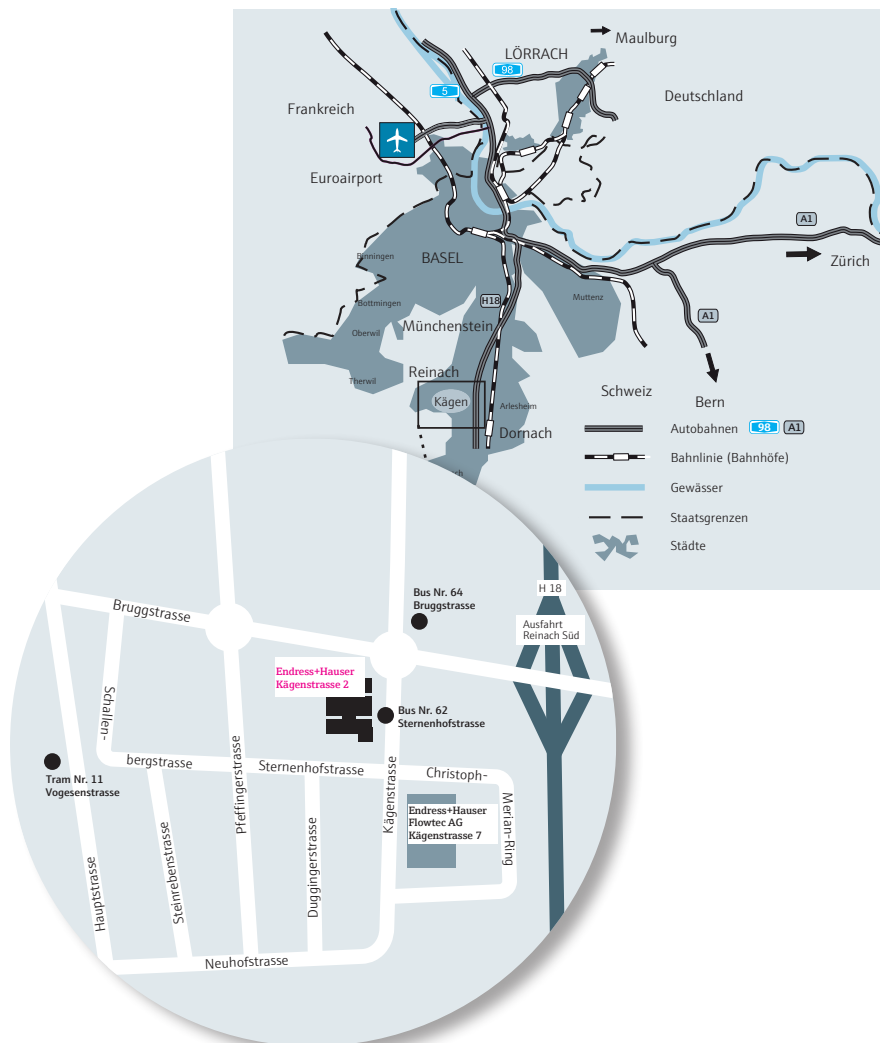 Maulburg
LÖRRACH
98
5
Deutschland
Frankreich
Euroairport
A1
Zürich
Binningen
BASEL
H18
Muttenz
Bottmingen
A1
Münchenstein
Oberwil
Reinach
Therwil
Schweiz
Kägen
Arlesheim
Bern
Dornach
Autobahnen 98 A1
Bahnlinie (Bahnhöfe)
Gewässer
Staatsgrenzen
Städte
H 18
Bus Nr. 64
Bruggstrasse
Bruggstrasse
Ausfahrt
Reinach Süd
Endress+Hauser
Kägenstrasse 2
Schallen-
bergstrasse
Bus Nr. 62
Sternenhofstrasse
Sternenhofstrasse
Christoph-
Merian-Ring
Tram Nr. 11
Vogesenstrasse
Pfeffingerstrasse
Kägenstrasse
Endress+Hauser
Flowtec AG
Kägenstrasse 7
Hauptstrasse
Steinrebenstrasse
Duggingerstrasse
Neuhofstrasse